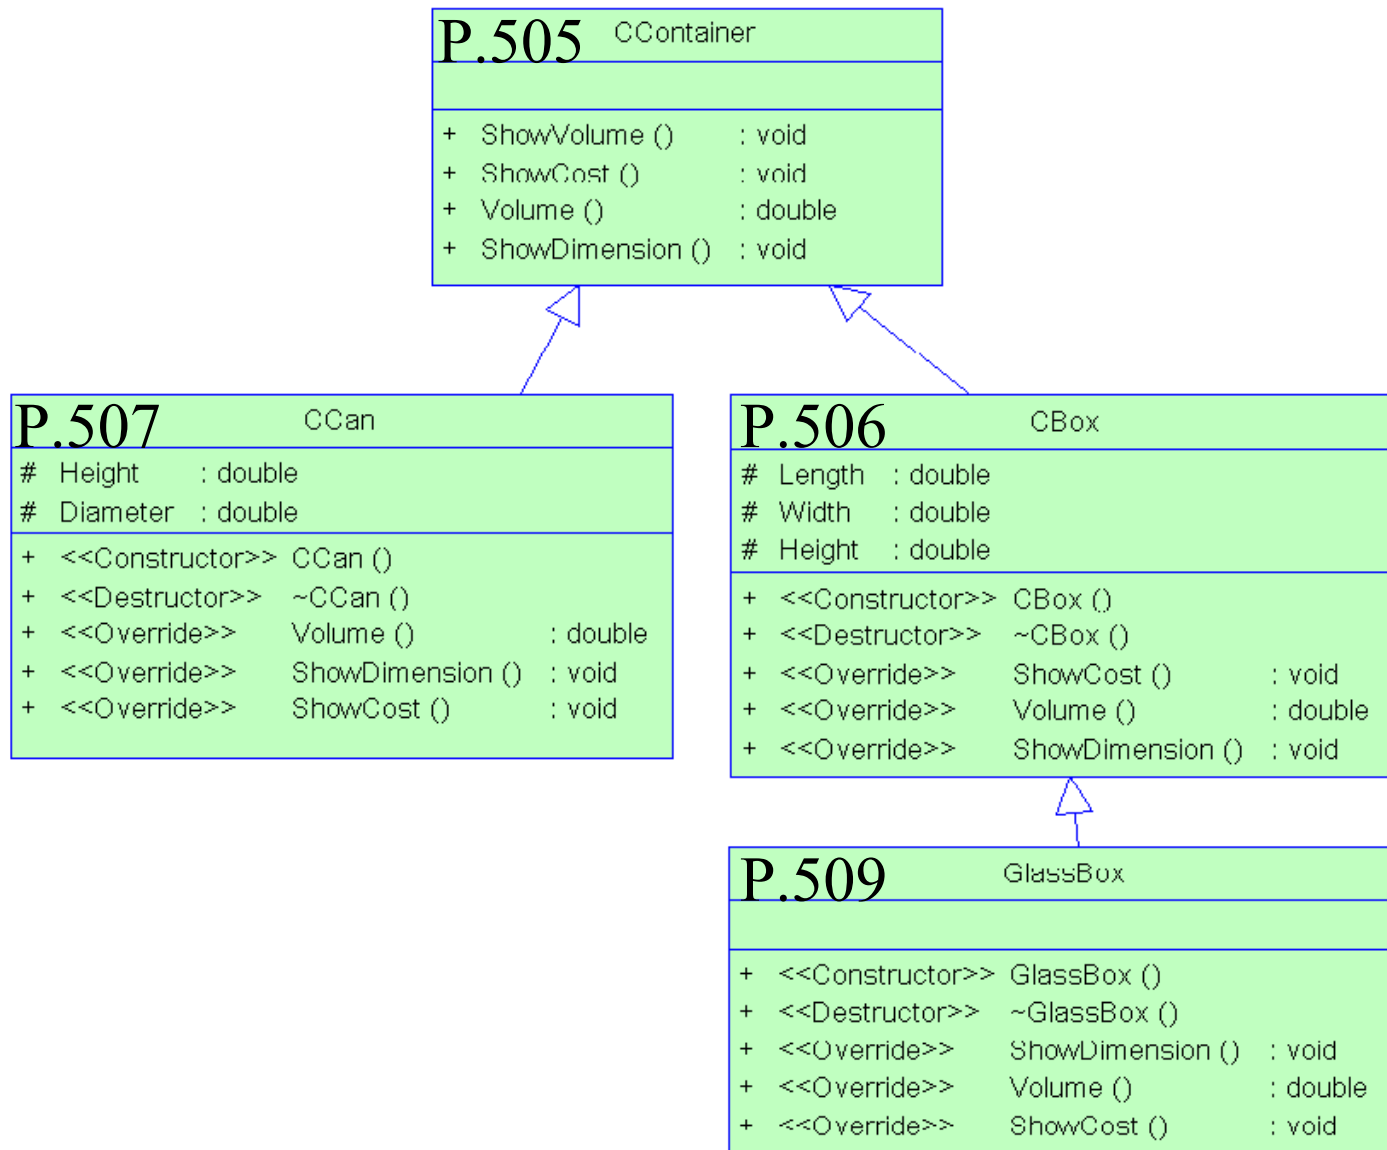 P.505 CContainer
+ ShowVolume () : void
+ ShowCost () : void
+ Volume () : double
+ ShowDimension () : void
P.507 CCan
# Height : double
# Diameter : double
+ <<Constructor>> CCan ()
+ <<Destructor>> ~CCan ()
+ <<Override>> Volume () : double
+ <<Override>> ShowDimension () : void
+ <<Override>> ShowCost () : void
P.506 CBox
# Length : double
# Width : double
# Height : double
+ <<Constructor>> CBox ()
+ <<Destructor>> ~CBox ()
+ <<Override>> ShowCost () : void
+ <<Override>> Volume () : double
+ <<Override>> ShowDimension () : void
P.509 GlassBox
+ <<Constructor>> GlassBox ()
+ <<Destructor>> ~GlassBox ()
+ <<Override>> ShowDimension () : void
+ <<Override>> Volume () : double
+ <<Override>> ShowCost () : void